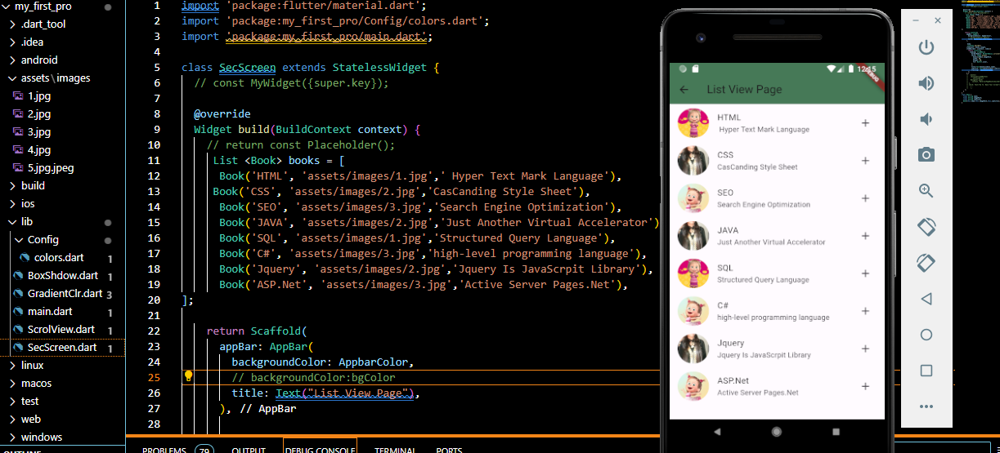 my_first_pro
.dart_tool
.idea
android
assets\images
1.jpg
2.jpg
3.jpg
4.jpg
5.jpg.jpeg
build
ios
lib
Config
colors.dart 1
BoxShdow.dart 1
GradientClr.dart 3
main.dart 1
ScrolView.dart 1
SecScreen.dart 1
linux
macos
test
web
windows
OUTLINE
1 import 'package:flutter/material.dart';
2 import 'package:my_first_pro/Config/colors.dart';
3 import 'package:my_first_pro/main.dart';
4
5 class SecScreen extends StatelessWidget {
6 // const MyWidget({super.key});
7
8 @override
9 Widget build(BuildContext context) {
10 // return const Placeholder();
11 List <Book> books = [
12 Book('HTML', 'assets/images/1.jpg',' Hyper Text Mark Language'),
13 Book('CSS', 'assets/images/2.jpg','CasCanding Style Sheet'),
14 Book('SEO', 'assets/images/3.jpg','Search Engine Optimization'),
15 Book('JAVA', 'assets/images/2.jpg','Just Another Virtual Accelerator')
16 Book('SQL', 'assets/images/1.jpg','Structured Query Language'),
17 Book('C#', 'assets/images/3.jpg','high-level programming language'),
18 Book('Jquery', 'assets/images/2.jpg','Jquery Is JavaScrpit Library'),
19 Book('ASP.Net', 'assets/images/3.jpg','Active Server Pages.Net'),
20 ];
21
22 return Scaffold(
23 appBar: AppBar(
24 backgroundColor: AppbarColor,
25 // backgroundColor:bgColor
26 title: Text("List View Page"),
27 ), // AppBar
28
PROBLEMS 79 OUTPUT DEBUG CONSOLE TERMINAL PORTS
12:15
List View Page
HTML
Hyper Text Mark Language
CSS
CasCanding Style Sheet
SEO
Search Engine Optimization
JAVA
Just Another Virtual Accelerator
SQL
Structured Query Language
C#
high-level programming language
Jquery
Jquery Is JavaScrpit Library
ASP.Net
Active Server Pages.Net